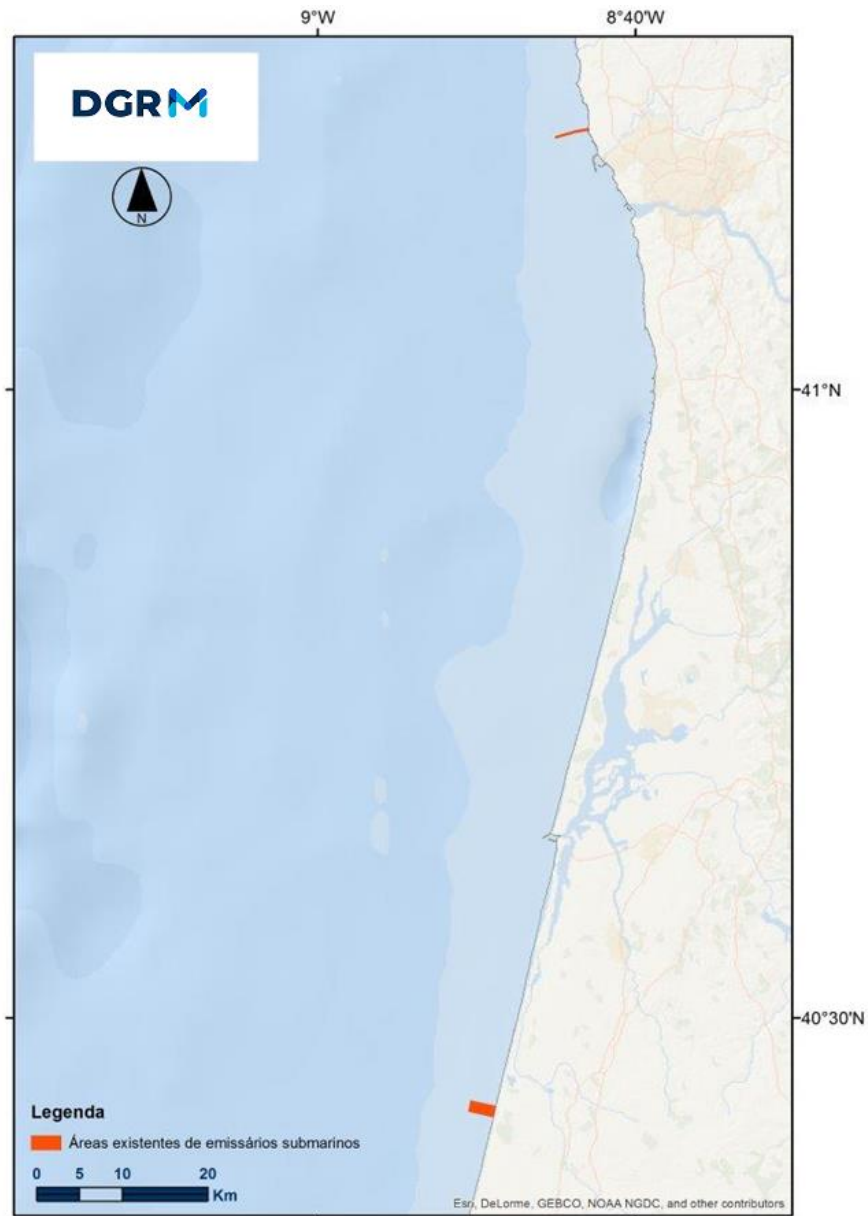 9°W 8°40'W
DGRM
N
41°N
40°30'N
Legenda
Áreas existentes de emissários submarinos
0 5 10 20
Km
Esri, DeLorme, GEBCO, NOAA NGDC, and other contributors